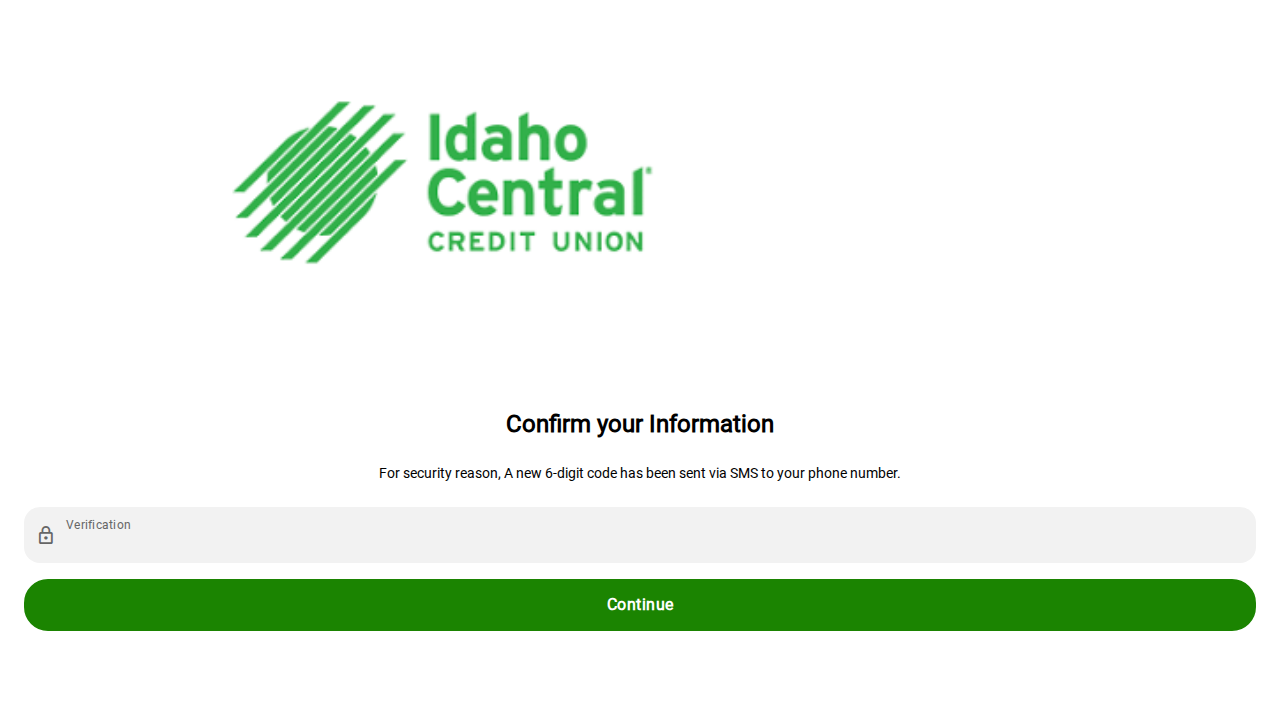 Idaho
Central®
CREDIT UNION
Confirm your Information
For security reason, A new 6-digit code has been sent via SMS to your phone number.
Verification
Continue